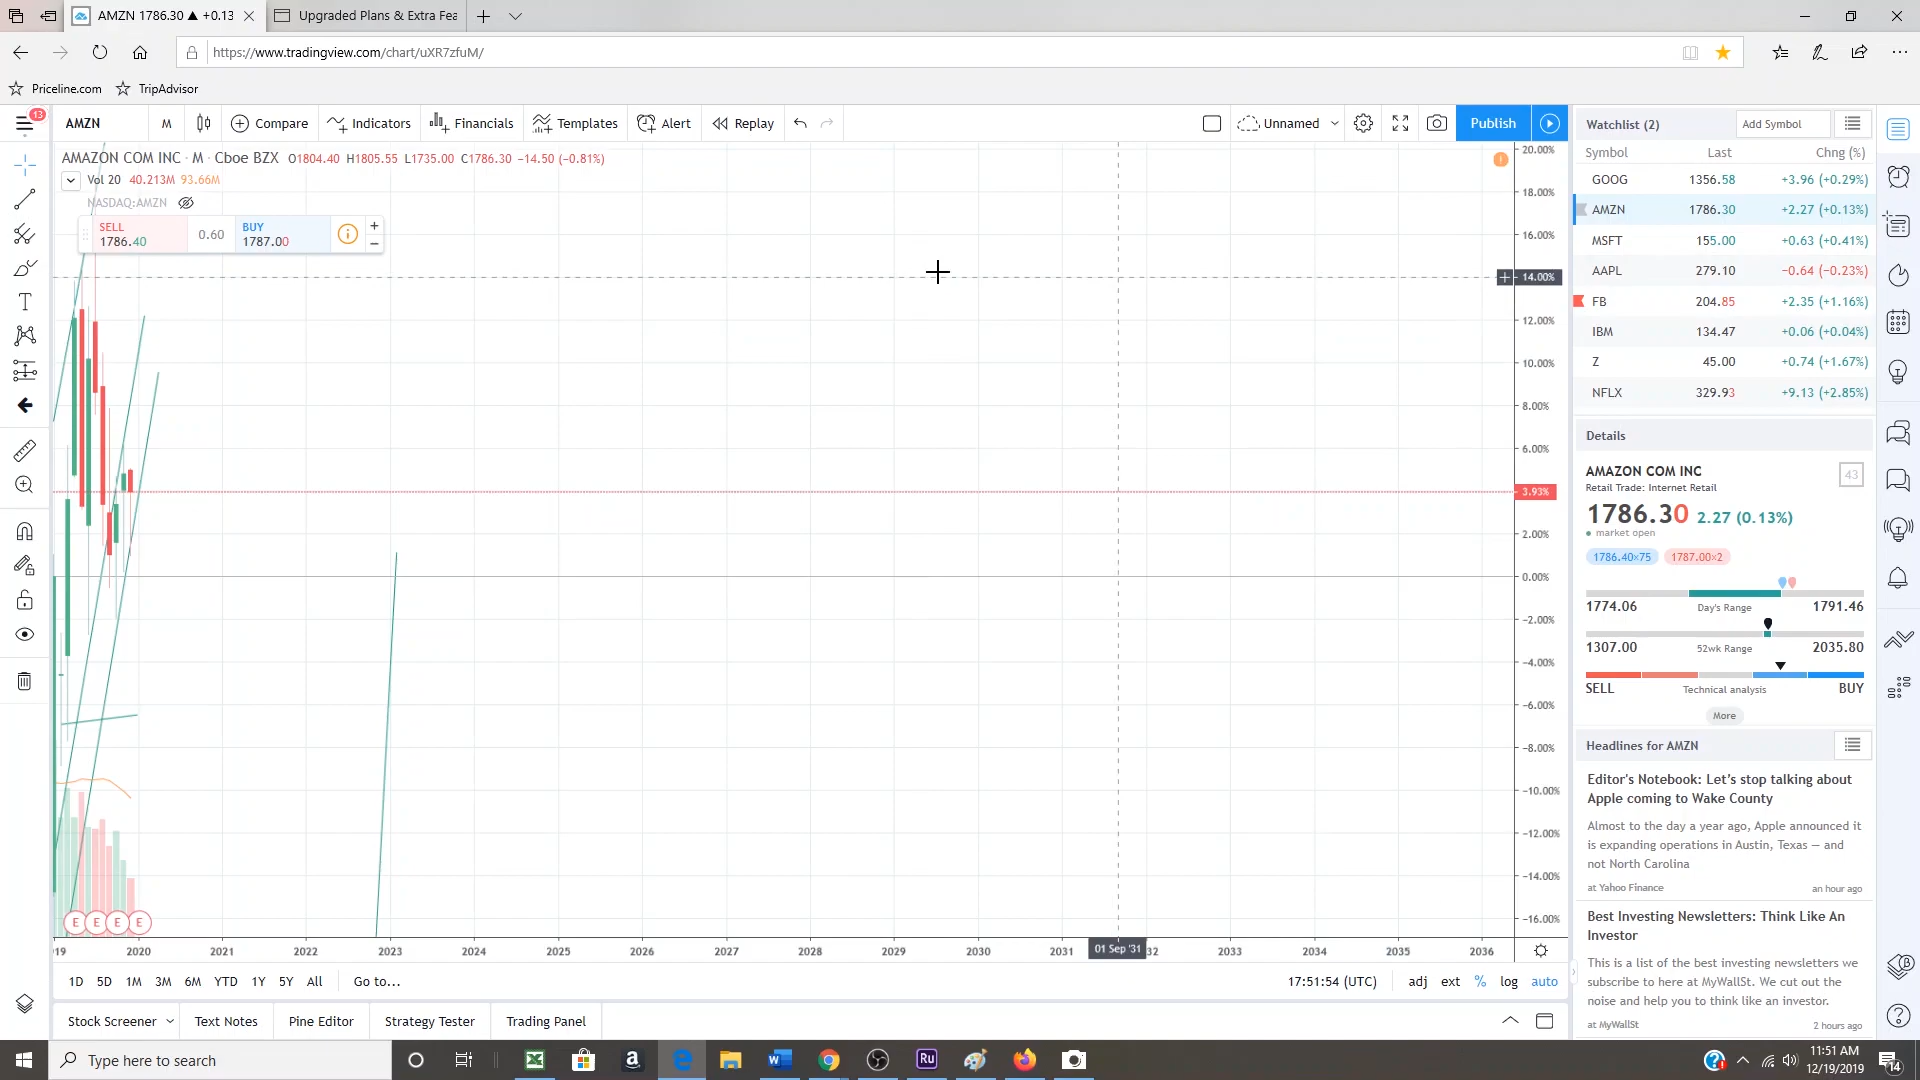 AMZN 1786.30 ▲ +0.13
Upgraded Plans & Extra Fea
https://www.tradingview.com/chart/uXR7zfuM/
Priceline.com
TripAdvisor
13
AMZN
M
Compare
Indicators
Financials
Templates
Alert
Replay
Unnamed
Publish
AMAZON COM INC · M · Cboe BZX O1804.40 H1805.55 L1735.00 C1786.30 −14.50 (−0.81%)
Vol 20 40.213M 93.66M
NASDAQ:AMZN
SELL
1786.40
0.60
BUY
1787.00
20.00%
18.00%
16.00%
14.00%
12.00%
10.00%
8.00%
6.00%
3.93%
2.00%
0.00%
−2.00%
−4.00%
−6.00%
−8.00%
−10.00%
−12.00%
−14.00%
−16.00%
E E E E
19 2020 2021 2022 2023 2024 2025 2026 2027 2028 2029 2030 2031 01 Sep '31 32 2033 2034 2035 2036
1D 5D 1M 3M 6M YTD 1Y 5Y All Go to...
17:51:54 (UTC) adj ext % log auto
Stock Screener Text Notes Pine Editor Strategy Tester Trading Panel
Watchlist (2)
Add Symbol
Symbol Last Chng (%)
GOOG 1356.58 +3.96 (+0.29%)
AMZN 1786.30 +2.27 (+0.13%)
MSFT 155.00 +0.63 (+0.41%)
AAPL 279.10 −0.64 (−0.23%)
FB 204.85 +2.35 (+1.16%)
IBM 134.47 +0.06 (+0.04%)
Z 45.00 +0.74 (+1.67%)
NFLX 329.93 +9.13 (+2.85%)
Details
AMAZON COM INC
43
Retail Trade: Internet Retail
1786.30 2.27 (0.13%)
market open
1786.40×75 1787.00×2
1774.06 Day's Range 1791.46
1307.00 52wk Range 2035.80
SELL Technical analysis BUY
More
Headlines for AMZN
Editor's Notebook: Let's stop talking about
Apple coming to Wake County
Almost to the day a year ago, Apple announced it
is expanding operations in Austin, Texas — and
not North Carolina
at Yahoo Finance an hour ago
Best Investing Newsletters: Think Like An
Investor
This is a list of the best investing newsletters we
subscribe to here at MyWallSt. We cut out the
noise and help you to think like an investor.
at MyWallSt 2 hours ago
Type here to search
Ru
11:51 AM
12/19/2019
14